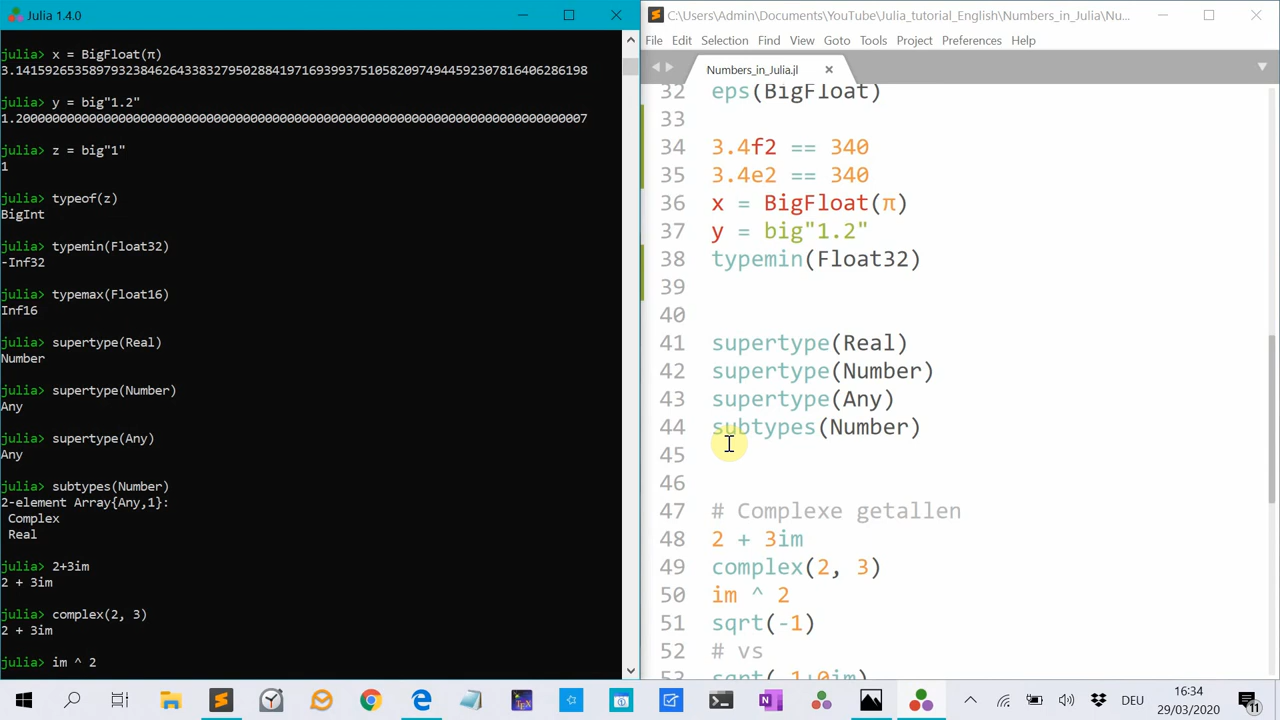 Julia 1.4.0
julia> x = BigFloat(π)
3.141592653589793238462643383279502884197169399375105820974944592307816406286198
julia> y = big"1.2"
1.200000000000000000000000000000000000000000000000000000000000000000000000000007
julia> z = big"1"
1
julia> typpof(z)
BigInt
julia> typemin(Float32)
-Inf32
julia> typemax(Float16)
Inf16
julia> supertype(Real)
Number
julia> supertype(Number)
Any
julia> supertype(Any)
Any
julia> subtypes(Number)
2-element Array{Any,1}:
Complex
Real
julia> 2+3im
2 + 3im
julia> complex(2, 3)
2 + 3im
julia> im ^ 2
C:\Users\Admin\Documents\YouTube\Julia_tutorial_English\Numbers_in_Julia\Nu...
File Edit Selection Find View Goto Tools Project Preferences Help
Numbers_in_Julia.jl
32 eps(BigFloat)
33
34 3.4f2 == 340
35 3.4e2 == 340
36 x = BigFloat(π)
37 y = big"1.2"
38 typemin(Float32)
39
40
41 supertype(Real)
42 supertype(Number)
43 supertype(Any)
44 subtypes(Number)
45
46
47 # Complexe getallen
48 2 + 3im
49 complex(2, 3)
50 im ^ 2
51 sqrt(-1)
52 # vs
53 sqrt(-1+0im)
DEU
16:34
29/03/2020
11